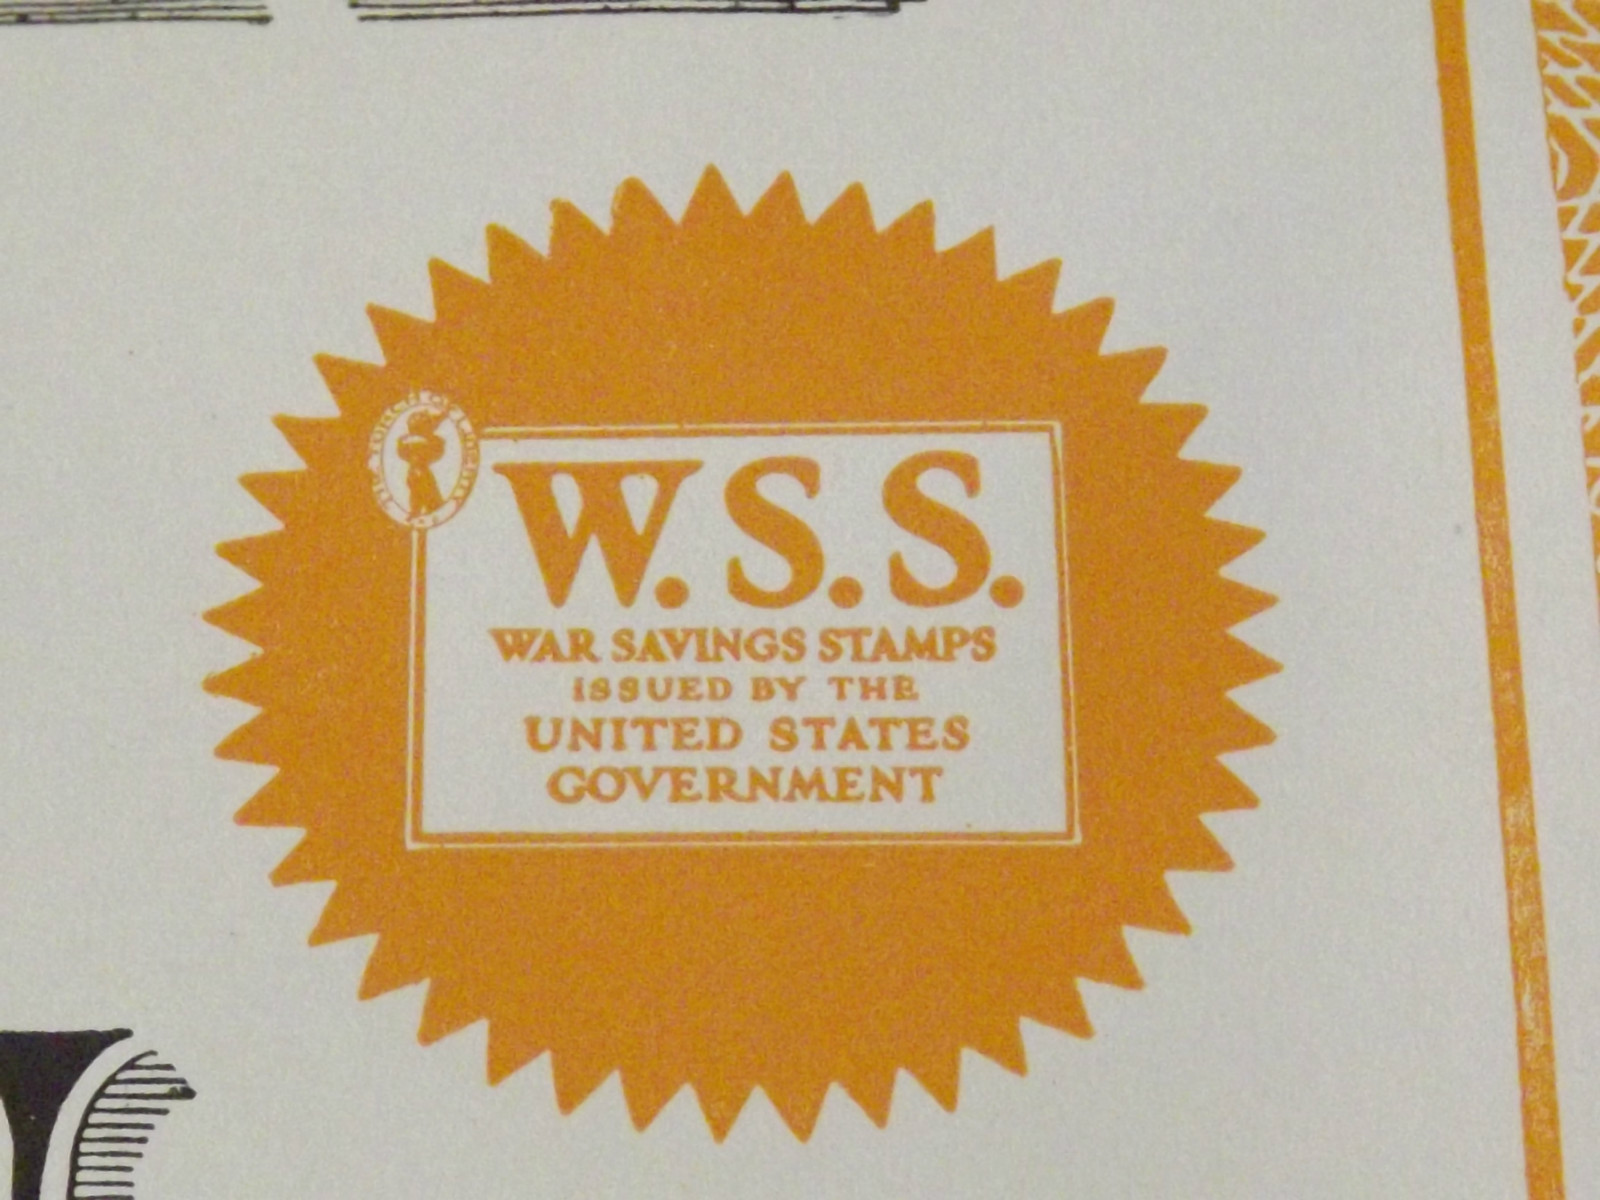 W.S.S.
WAR SAVINGS STAMPS
ISSUED BY THE
UNITED STATES
GOVERNMENT